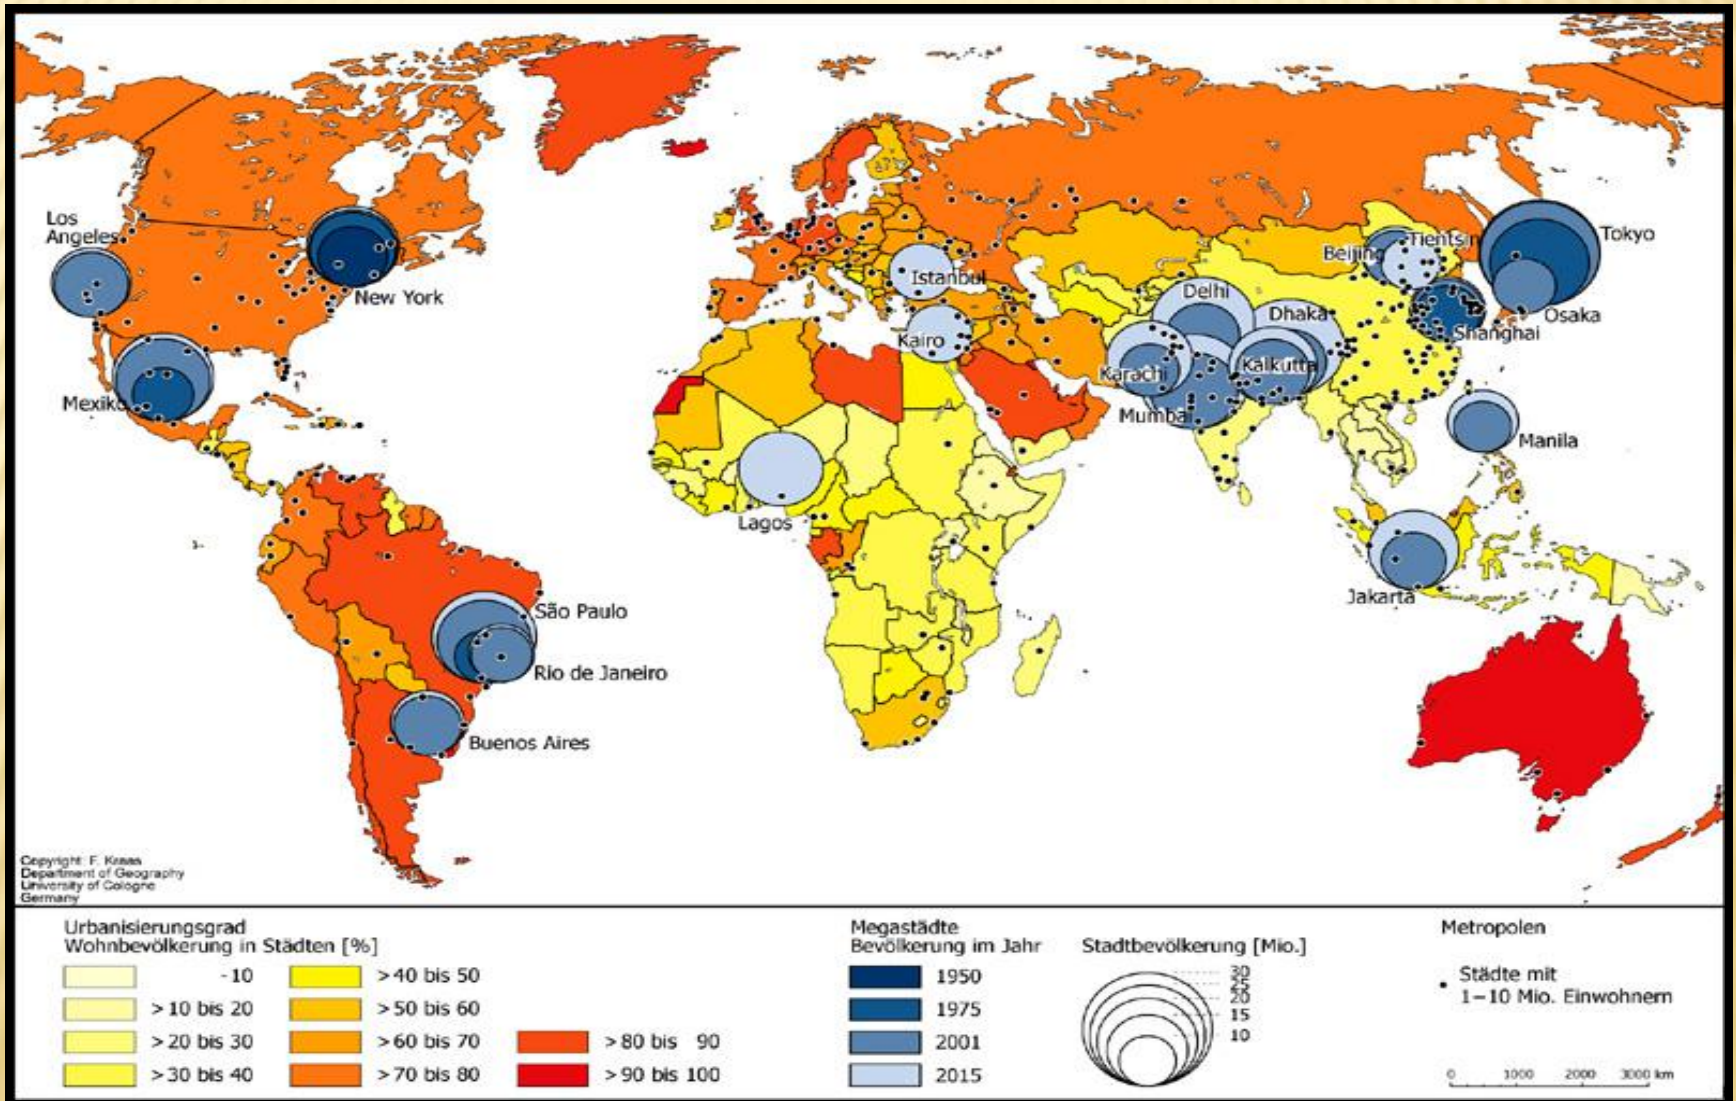 Los
Angeles
New York
Mexiko
São Paulo
Rio de Janeiro
Buenos Aires
Lagos
Kairo
Istanbul
Karachi
Delhi
Mumbai
Dhaka
Kalkutta
Beijing
Tientsin
Tokyo
Osaka
Shanghai
Manila
Jakarta
Copyright: F. Kraas
Department of Geography
University of Cologne
Germany
Urbanisierungsgrad
Wohnbevölkerung in Städten [%]
-10
>10 bis 20
>20 bis 30
>30 bis 40
>40 bis 50
>50 bis 60
>60 bis 70
>70 bis 80
>80 bis 90
>90 bis 100
Megastädte
Bevölkerung im Jahr
1950
1975
2001
2015
Stadtbevölkerung [Mio.]
30
25
20
15
10
Metropolen
Städte mit
1–10 Mio. Einwohnern
0 1000 2000 3000 km